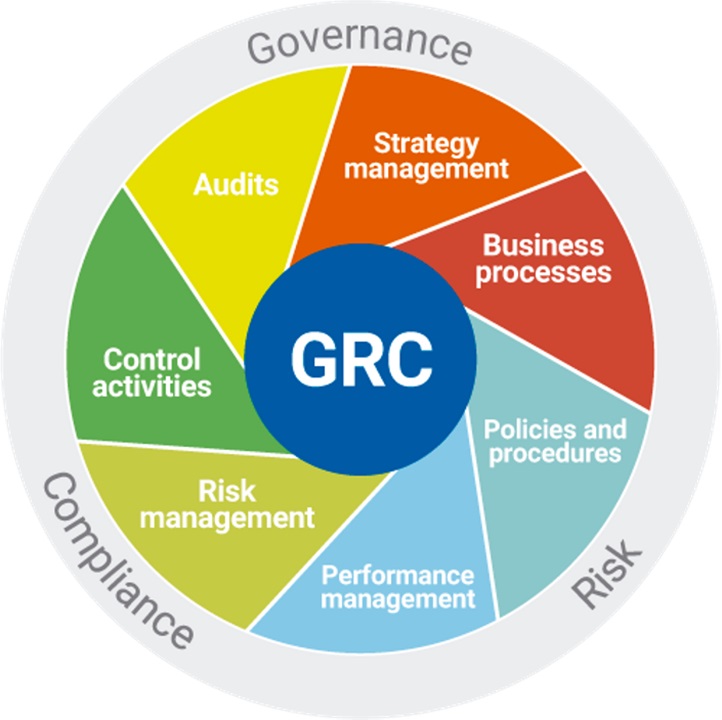 Governance
Strategy
management
Business
processes
Policies and
procedures
Performance
management
Risk
management
Control
activities
Audits
GRC
Risk
Compliance